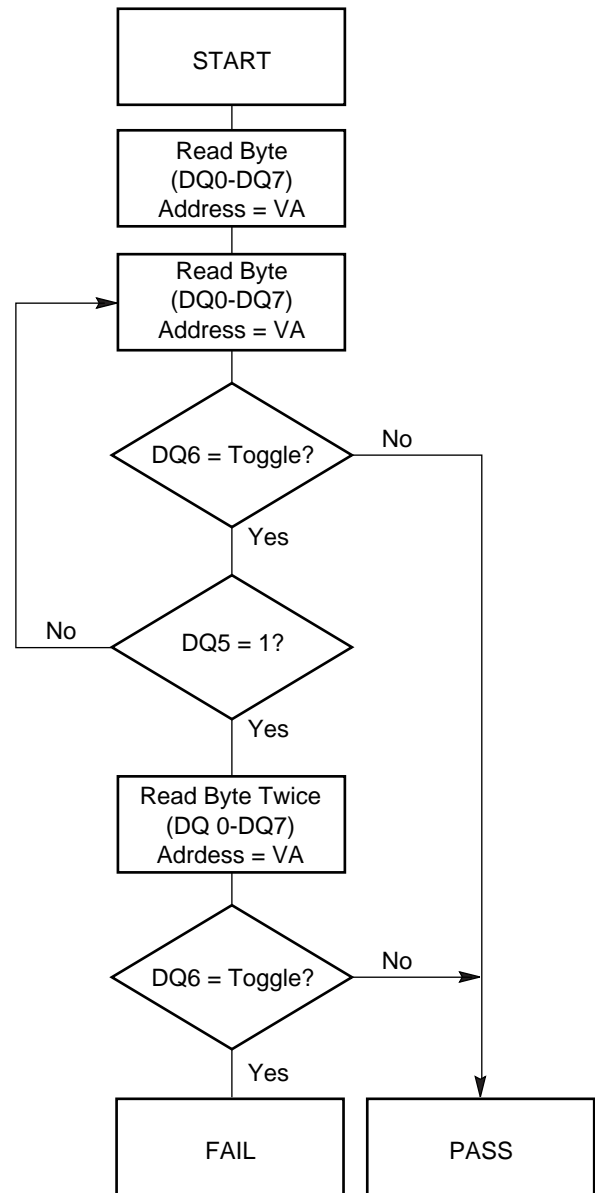 START
Read Byte
(DQ0-DQ7)
Address = VA
Read Byte
(DQ0-DQ7)
Address = VA
DQ6 = Toggle?
No
Yes
No
DQ5 = 1?
Yes
Read Byte Twice
(DQ 0-DQ7)
Adrdess = VA
DQ6 = Toggle?
No
Yes
FAIL
PASS